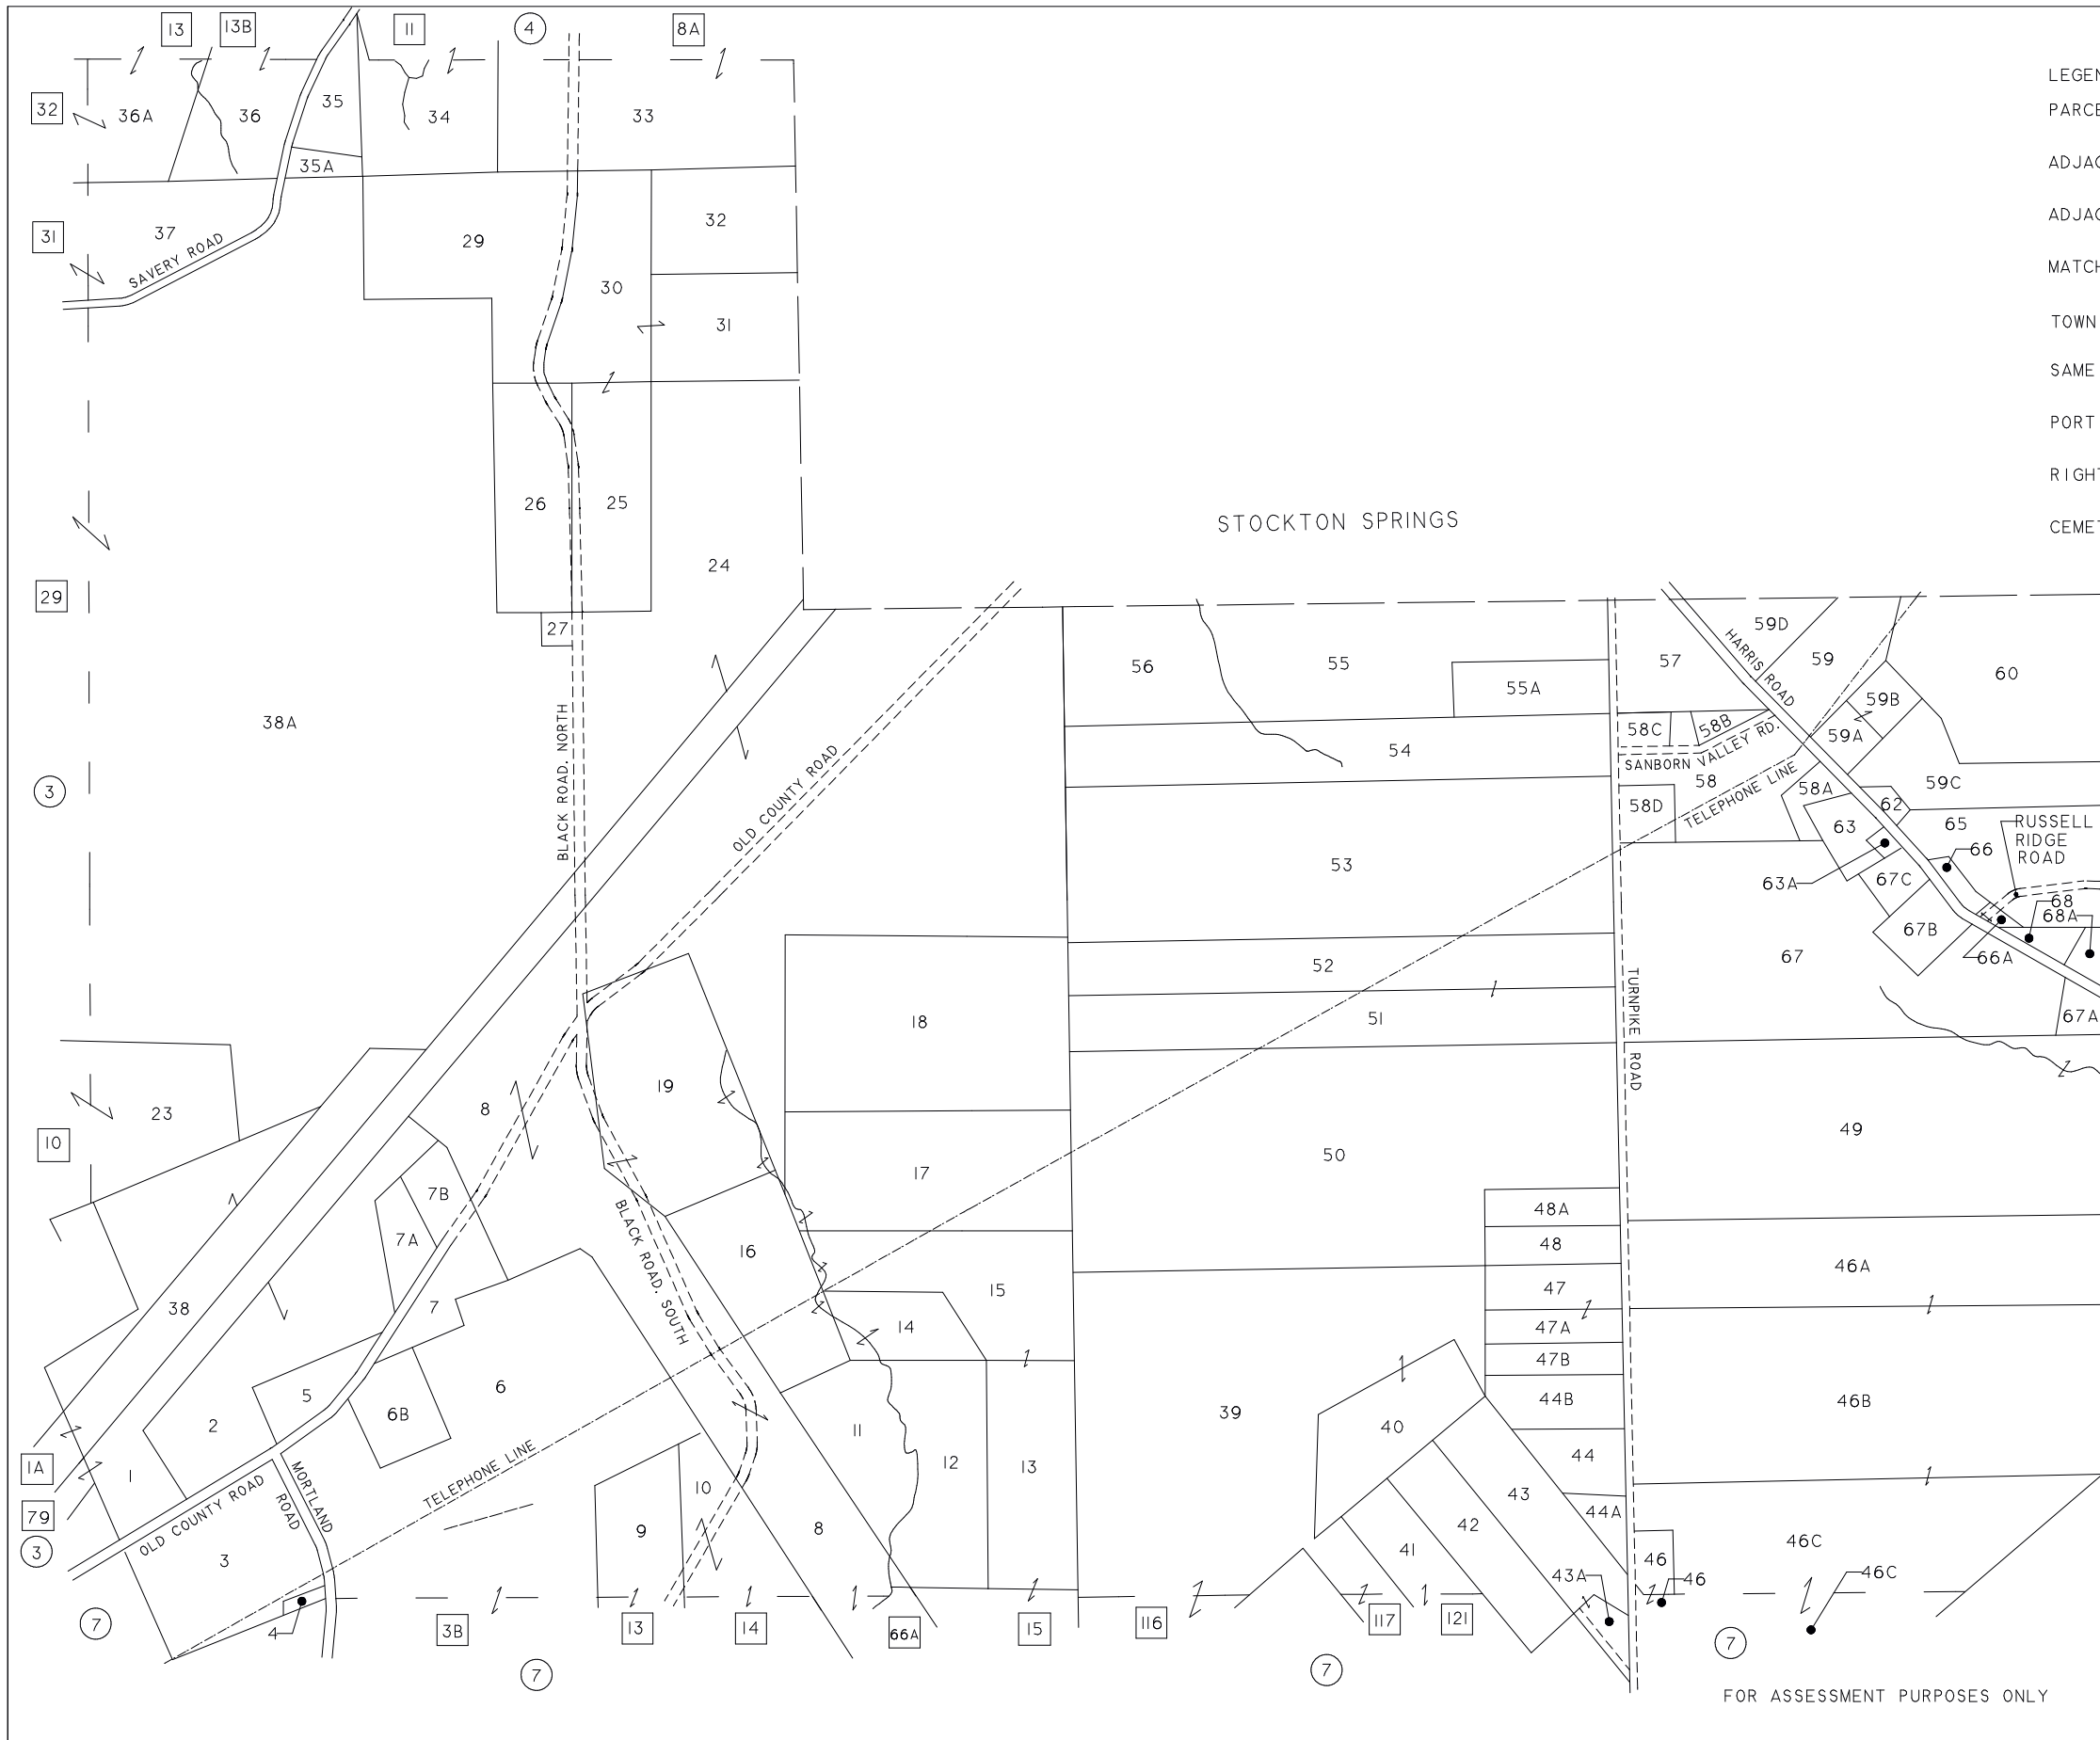 13
13B
11
4
8A
LEGEN
PARCE
ADJAC
ADJAC
MATCH
TOWN
SAME
PORT
RIGHT
CEMET
32
36A
36
35
34
33
35A
31
37
SAVERY ROAD
29
32
30
31
26
25
24
STOCKTON SPRINGS
29
27
38A
3
BLACK ROAD, NORTH
OLD COUNTY ROAD
56
55
55A
57
59D
HARRIS ROAD
59
60
59B
58C
58B
59A
54
SANBORN VALLEY RD.
58
TELEPHONE LINE
58A
59C
58D
62
63
65
RUSSELL
RIDGE
ROAD
66
53
63A
67C
68
68A
67B
66A
67
52
51
67A
TURNPIKE ROAD
18
19
23
8
10
17
50
49
7B
7A
48A
48
16
BLACK ROAD, SOUTH
46A
15
47
38
7
14
47A
47B
5
6
6B
2
39
40
44B
46B
11
12
13
44
1
1A
TELEPHONE LINE
MORTLAND
ROAD
OLD COUNTY ROAD
10
43
44A
79
9
8
42
3
3
41
46
46C
43A
46
46C
4
7
3B
13
14
66A
15
116
117
121
7
7
7
FOR ASSESSMENT PURPOSES ONLY